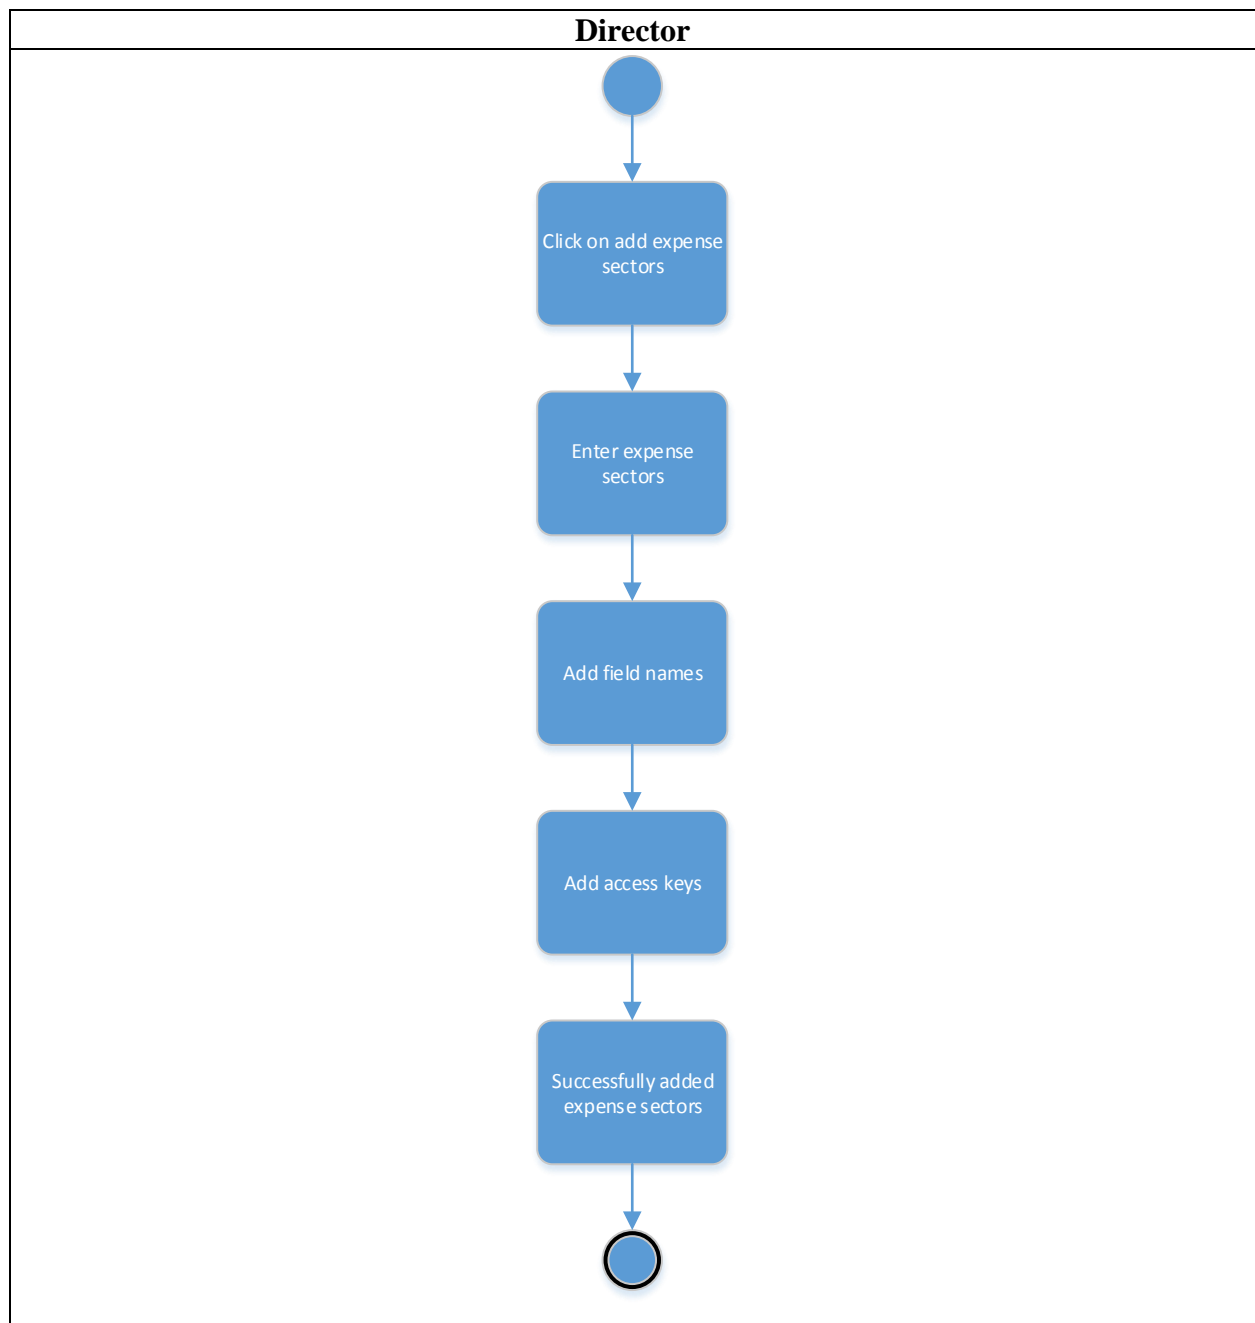 Director
Click on add expense
sectors
Enter expense
sectors
Add field names
Add access keys
Successfully added
expense sectors